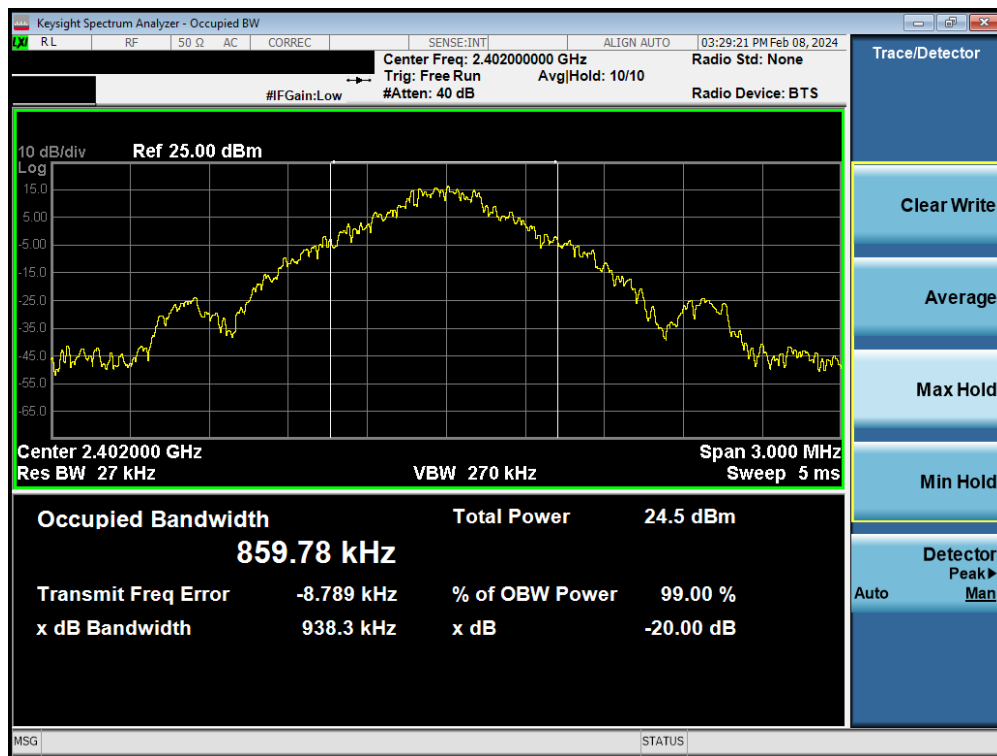 Keysight Spectrum Analyzer - Occupied BW
LXI RL RF 50 Ω AC CORREC SENSE:INT ALIGN AUTO 03:29:21 PM Feb 08, 2024
Center Freq: 2.402000000 GHz Radio Std: None
Trig: Free Run Avg|Hold: 10/10
#IFGain:Low #Atten: 40 dB Radio Device: BTS
10 dB/div Ref 25.00 dBm
Log
15.0
5.00
-5.00
-15.0
-25.0
-35.0
-45.0
-55.0
-65.0
Center 2.402000 GHz Span 3.000 MHz
Res BW 27 kHz VBW 270 kHz Sweep 5 ms
Occupied Bandwidth Total Power 24.5 dBm
859.78 kHz
Transmit Freq Error -8.789 kHz % of OBW Power 99.00 %
x dB Bandwidth 938.3 kHz x dB -20.00 dB
MSG STATUS
Trace/Detector
Clear Write
Average
Max Hold
Min Hold
Detector
Peak▶
Auto Man